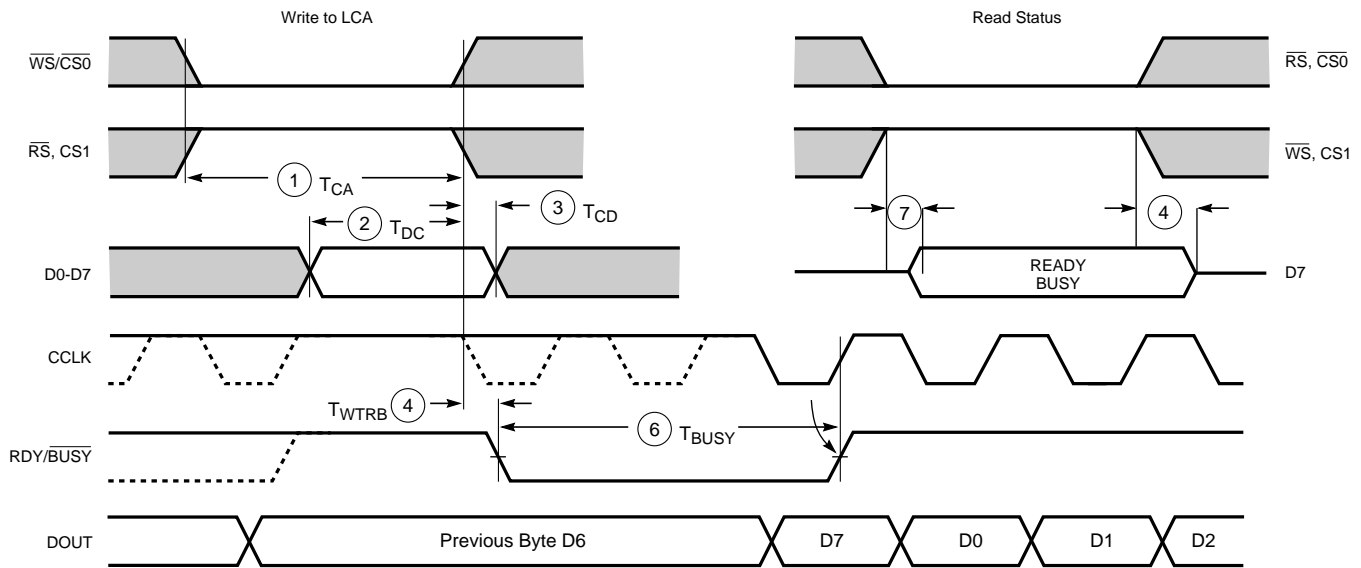 Write to LCA
Read Status
WS/CS0
RS, CS0
RS, CS1
WS, CS1
1 TCA
2 TDC
3 TCD
7
4
D0-D7
READY
BUSY
D7
CCLK
TWTRB 4
6 TBUSY
RDY/BUSY
DOUT
Previous Byte D6
D7
D0
D1
D2